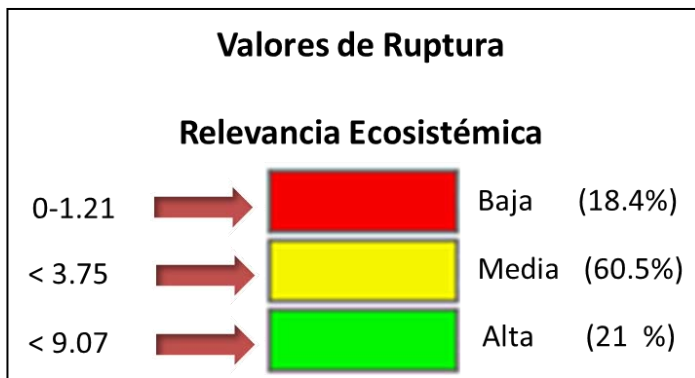 Valores de Ruptura
Relevancia Ecosistémica
0-1.21 Baja (18.4%)
< 3.75 Media (60.5%)
< 9.07 Alta (21 %)